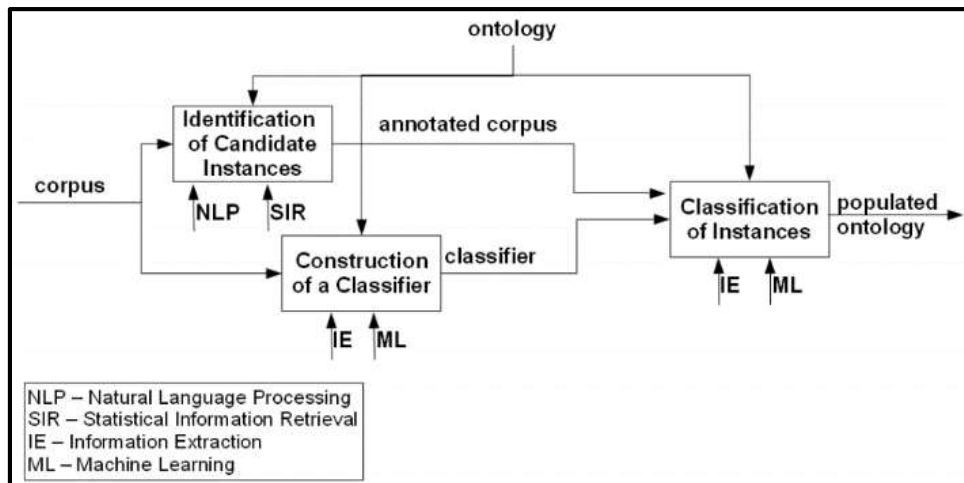 ontology
Identification
of Candidate
Instances
annotated corpus
corpus
NLP
SIR
Classification
of Instances
populated
ontology
Construction
of a Classifier
classifier
IE
ML
IE
ML
NLP – Natural Language Processing
SIR – Statistical Information Retrieval
IE – Information Extraction
ML – Machine Learning